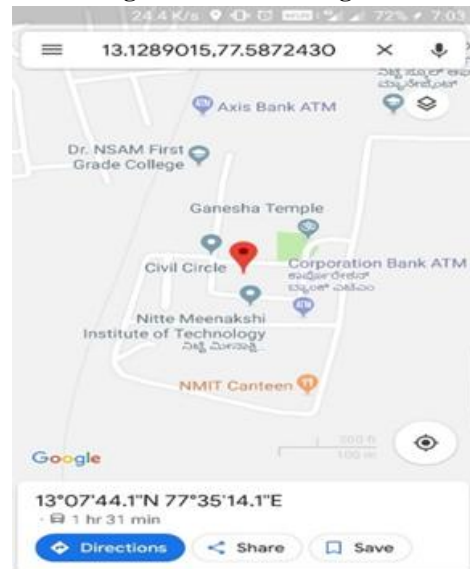 24.4 K/s 72% 7:03
13.1289015,77.5872430
Axis Bank ATM
Dr. NSAM First
Grade College
Ganesha Temple
Civil Circle
Corporation Bank ATM
ಕಾರ್ಪೊರೇಶನ್
ಬ್ಯಾಂಕ್ ಎಟಿಎಂ
Nitte Meenakshi
Institute of Technology
ನಿಟ್ಟೆ ಮೀನಾಕ್ಷಿ...
NMIT Canteen
200 ft
100 m
Google
13°07'44.1"N 77°35'14.1"E
· 1 hr 31 min
Directions
Share
Save